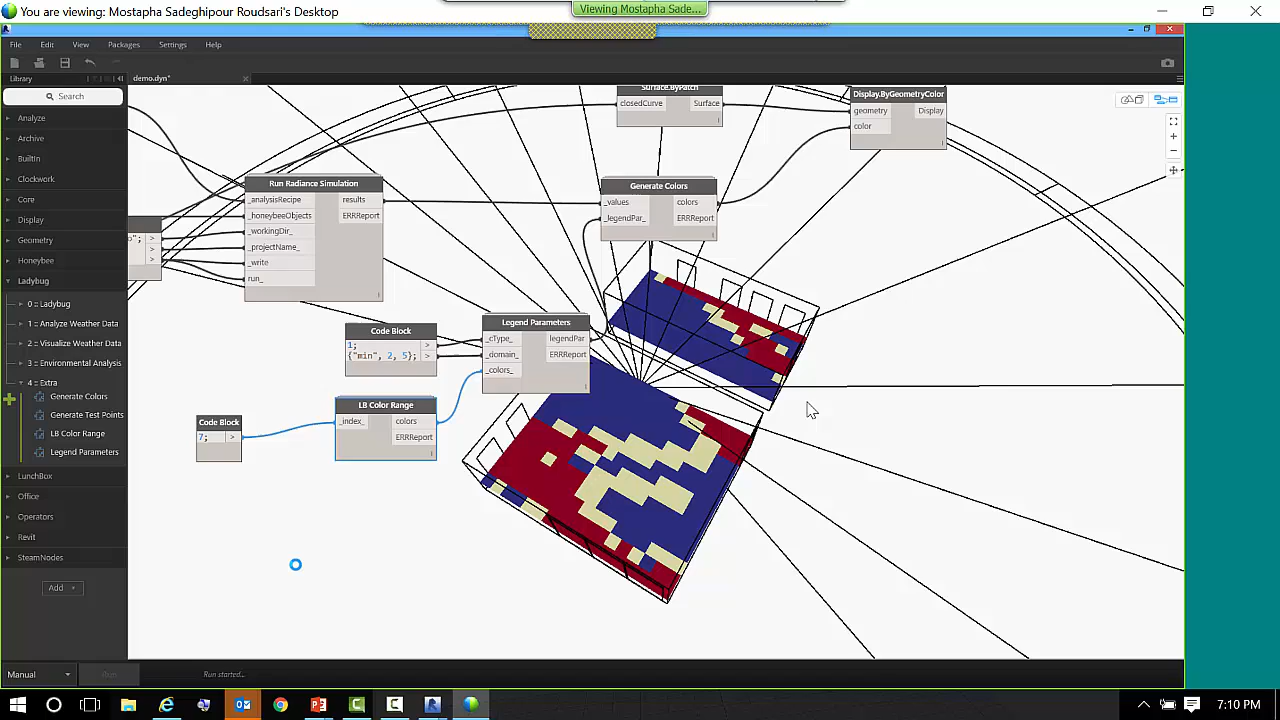 You are viewing: Mostapha Sadeghipour Roudsari's Desktop
Viewing Mostapha Sade...
File Edit View Packages Settings Help
Library
demo.dyn*
Search
Analyze
Archive
BuiltIn
Clockwork
Core
Display
Geometry
Honeybee
Ladybug
0 :: Ladybug
1 :: Analyze Weather Data
2 :: Visualize Weather Data
3 :: Environmental Analysis
4 :: Extra
Generate Colors
Generate Test Points
LB Color Range
Legend Parameters
LunchBox
Office
Operators
Revit
SteamNodes
Add
Surface.ByPatch
closedCurve Surface
Display.ByGeometryColor
geometry Display
color
Run Radiance Simulation
_analysisRecipe results
_honeybeeObjects ERRReport
_workingDir_
_projectName_
_write
run_
Generate Colors
_values colors
_legendPar_ ERRReport
Code Block
1;
{"min", 2, 5};
Legend Parameters
_cType_ legendPar
_domain_ ERRReport
_colors_
Code Block
7;
LB Color Range
_index_ colors
ERRReport
Manual
Run
Run started...
7:10 PM